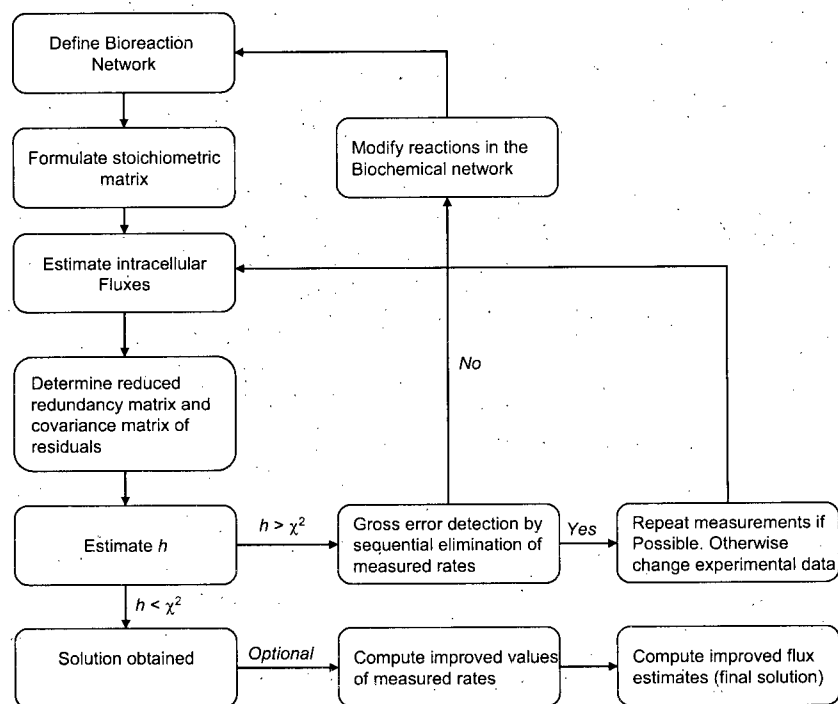 Define Bioreaction
Network
Formulate stoichiometric
matrix
Modify reactions in the
Biochemical network
Estimate intracellular
Fluxes
No
Determine reduced
redundancy matrix and
covariance matrix of
residuals
Estimate h
h > χ²
Gross error detection by
sequential elimination of
measured rates
Yes
Repeat measurements if
Possible. Otherwise
change experimental data
h < χ²
Solution obtained
Optional
Compute improved values
of measured rates
Compute improved flux
estimates (final solution)